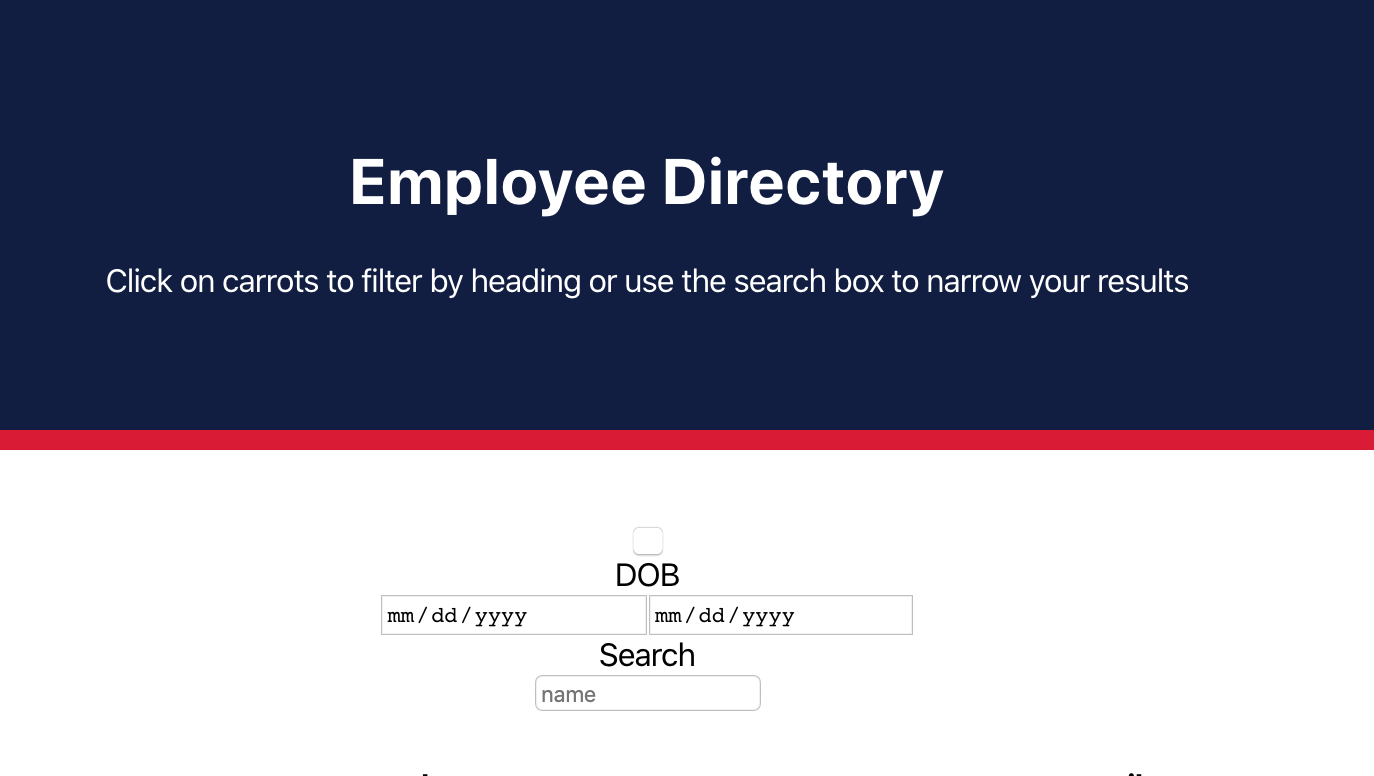 Employee Directory
Click on carrots to filter by heading or use the search box to narrow your results
DOB
mm/dd/yyyy mm/dd/yyyy
Search
name